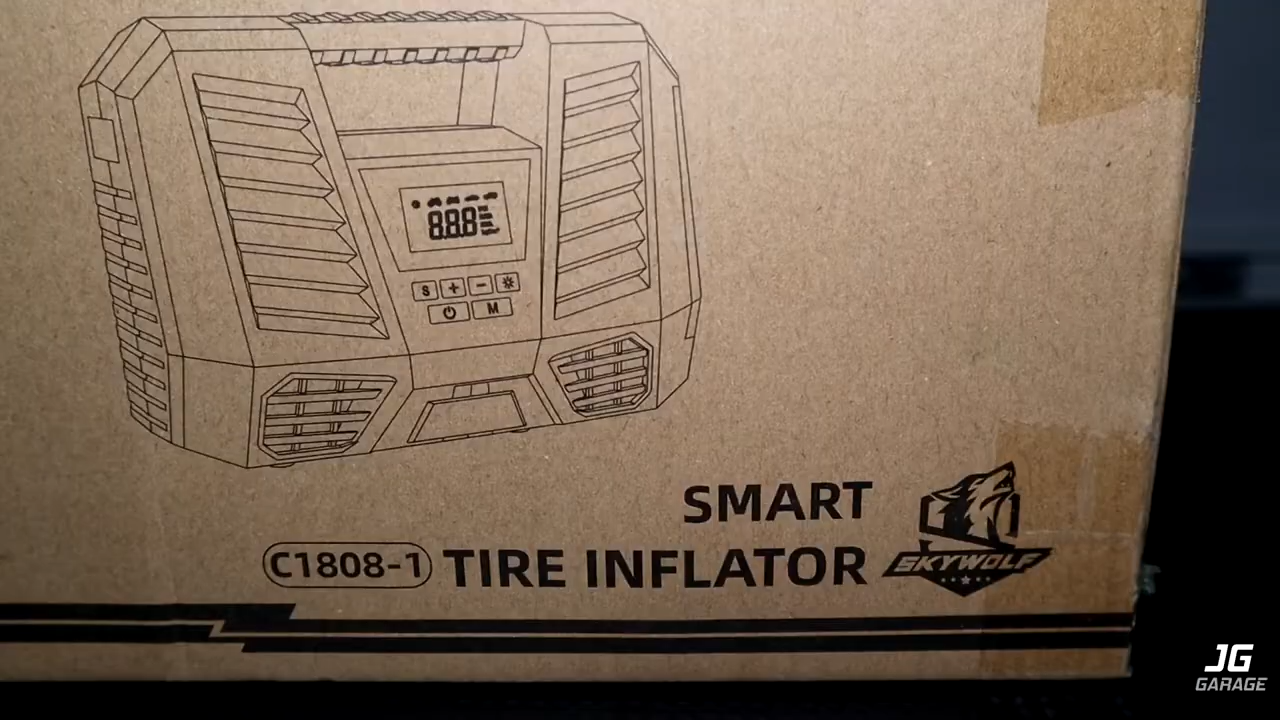 8.8.8
S + −
M
SMART
C1808-1 TIRE INFLATOR
SKYWOLF
JG
GARAGE